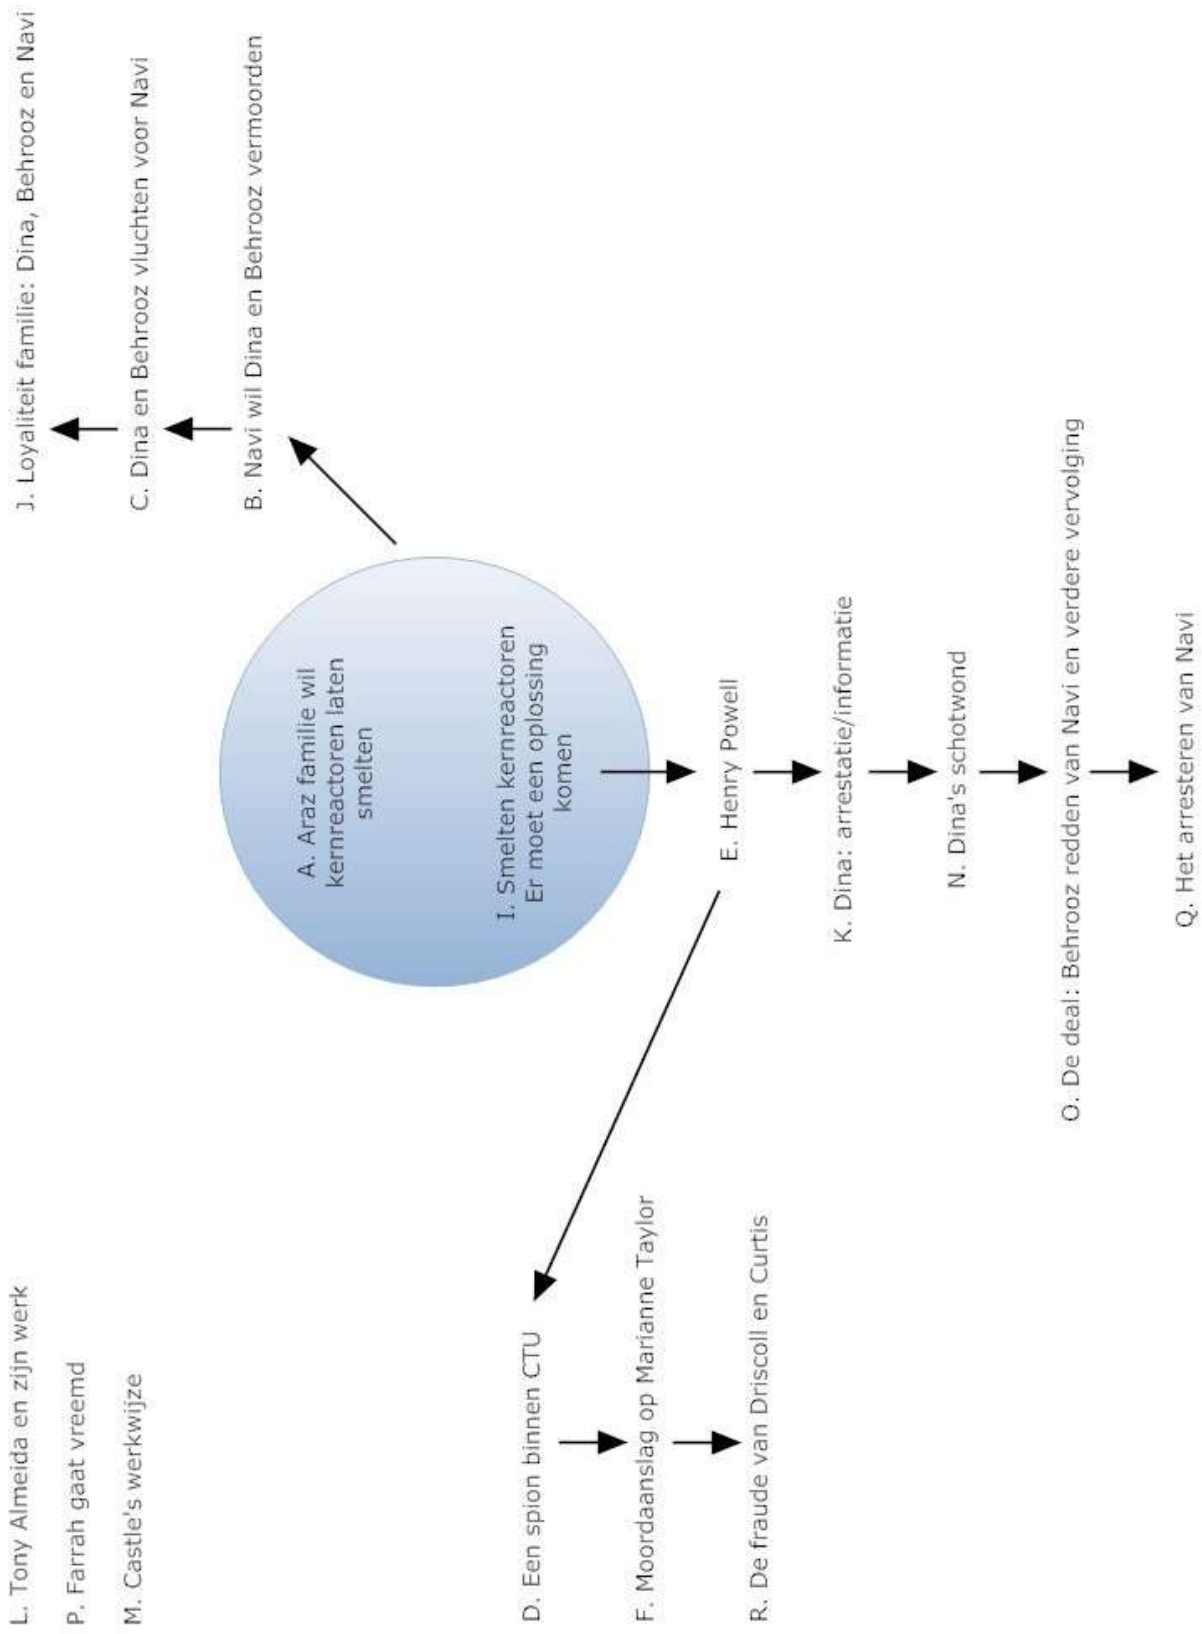 L. Tony Almeida en zijn werk
P. Farrah gaat vreemd
M. Castle's werkwijze
J. Loyaliteit familie: Dina, Behrooz en Navi
C. Dina en Behrooz vluchten voor Navi
B. Navi wil Dina en Behrooz vermoorden
A. Araz familie wil
kernreactoren laten
smelten
I. Smelten kernreactoren
Er moet een oplossing
komen
D. Een spion binnen CTU
F. Moordaanslag op Marianne Taylor
R. De fraude van Driscoll en Curtis
E. Henry Powell
K. Dina: arrestatie/informatie
N. Dina's schotwond
O. De deal: Behrooz redden van Navi en verdere vervolging
Q. Het arresteren van Navi